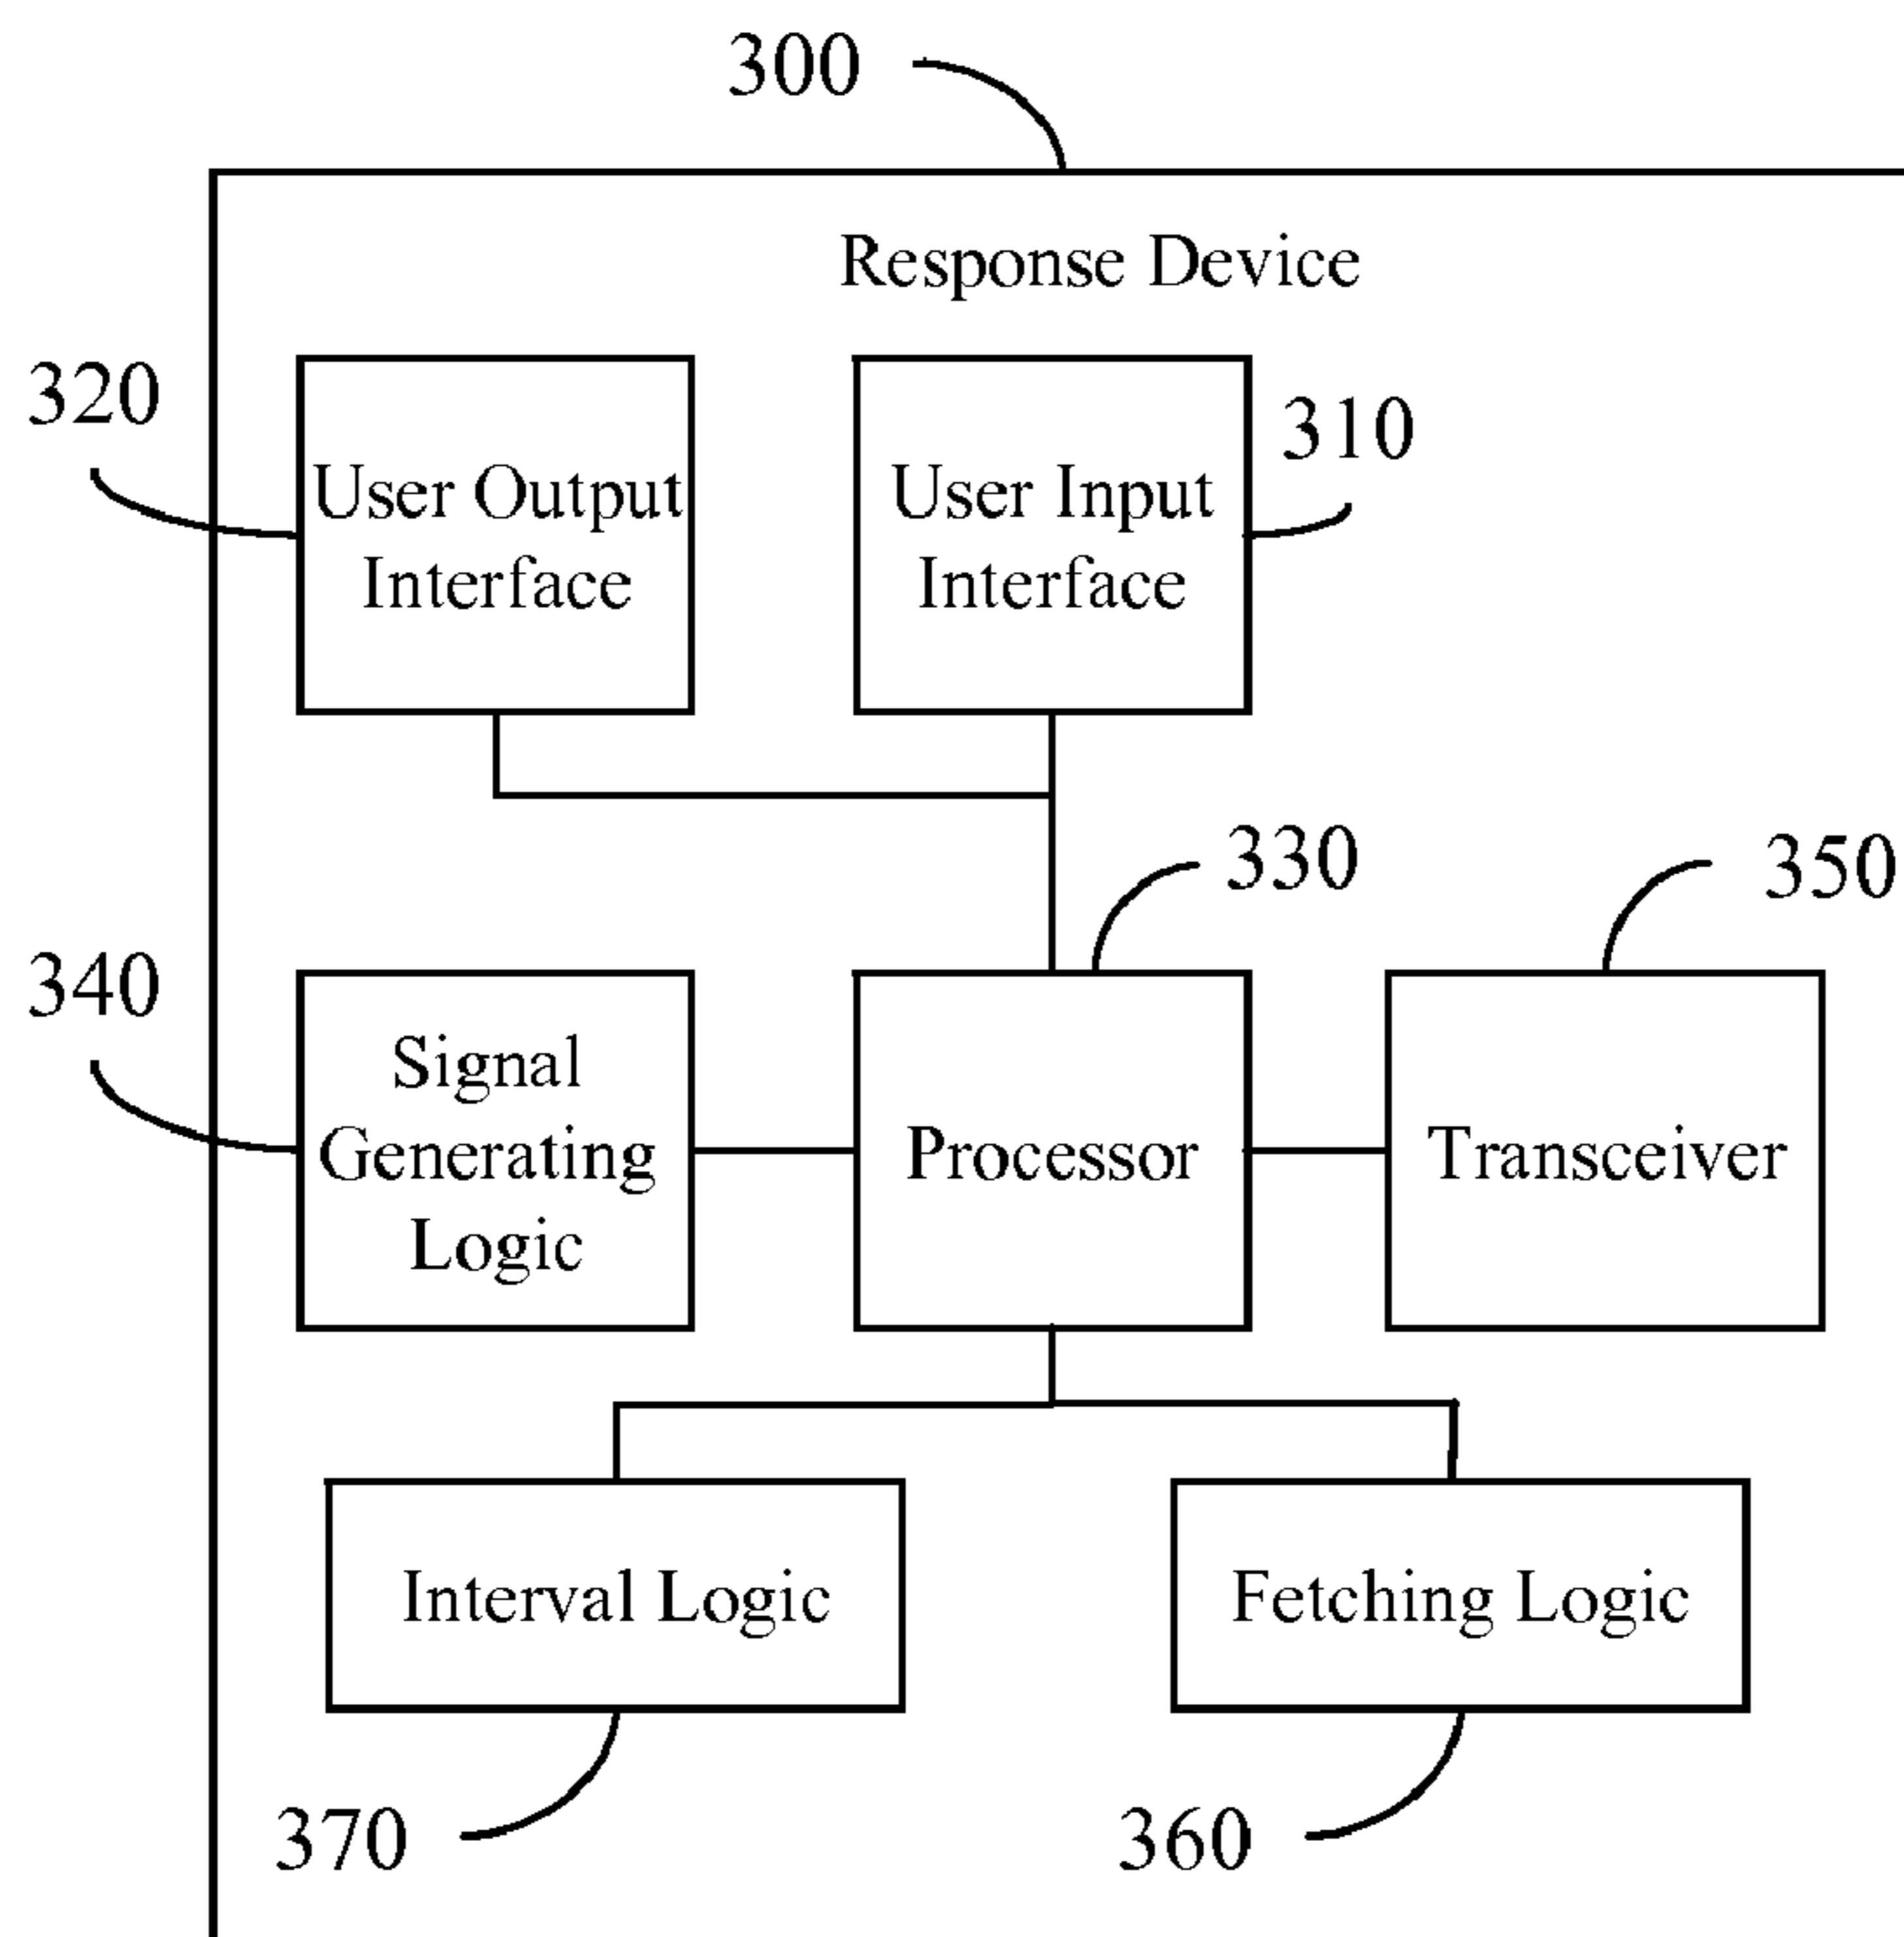 300
Response Device
320
User Output
Interface
User Input
Interface
310
330
350
340
Signal
Generating
Logic
Processor
Transceiver
Interval Logic
Fetching Logic
370
360